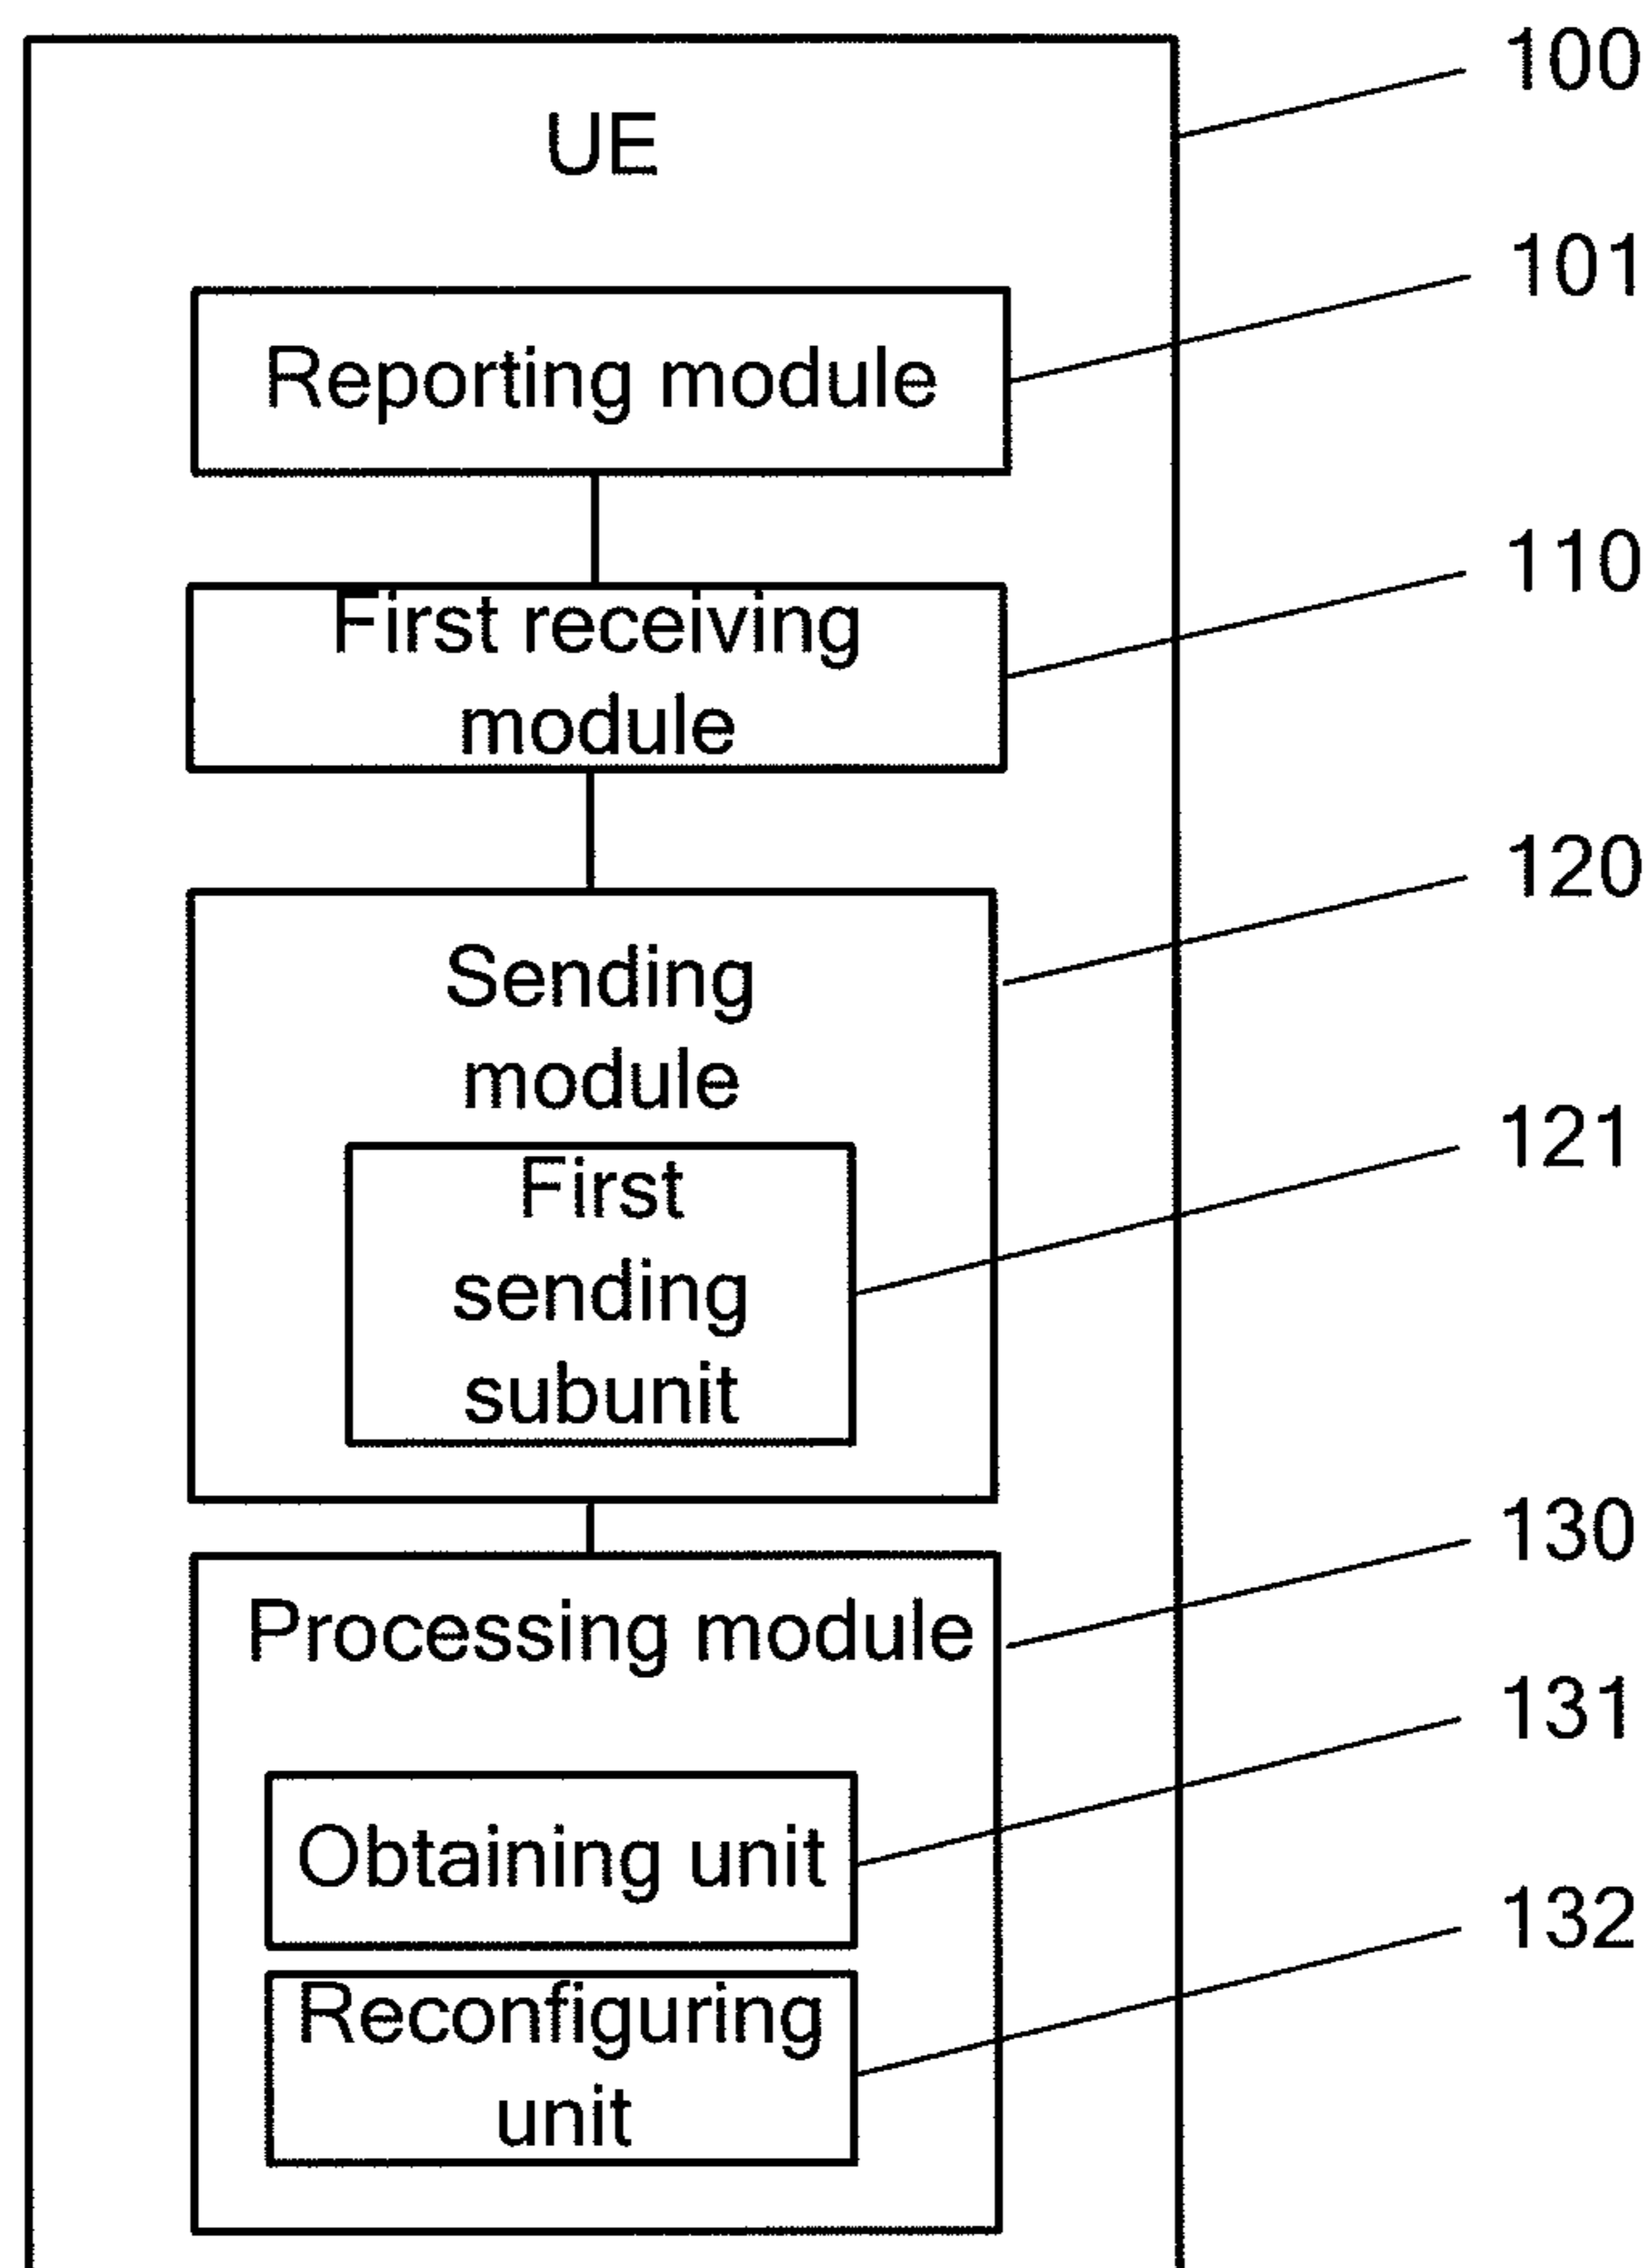 UE
100
Reporting module
101
First receiving
module
110
Sending
module
120
First
sending
subunit
121
Processing module
130
Obtaining unit
131
Reconfiguring
unit
132